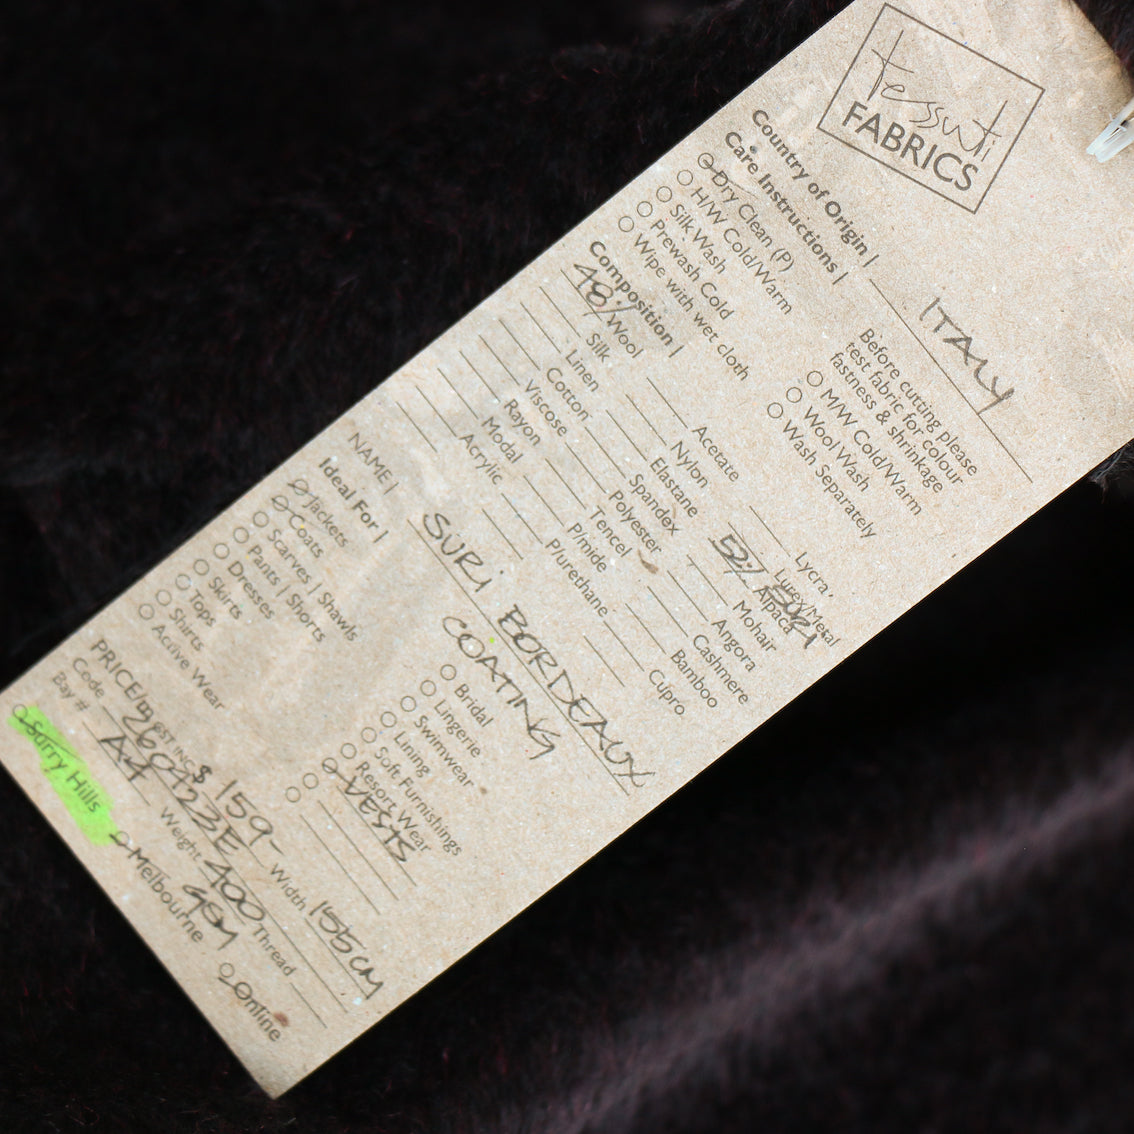 tessuti
FABRICS
Country of Origin | ITALY
Care Instructions |
Dry Clean (P)
H/W Cold/Warm
Silk Wash
Prewash Cold
Wipe with wet cloth
Before cutting please
test fabric for colour
fastness & shrinkage
M/W Cold/Warm
Wool Wash
Wash Separately
Composition |
48% Wool
Silk
Linen
Cotton
Viscose
Rayon
Modal
Acrylic
Acetate
Nylon
Elastane
Spandex
Polyester
Tencel
P/mide
P/urethane
Lycra
Lurex/Metal
52% Alpaca SURI
Mohair
Angora
Cashmere
Bamboo
Cupro
NAME | SURI BORDEAUX
COATING
Ideal For |
Jackets
Coats
Scarves | Shawls
Pants | Shorts
Dresses
Skirts
Tops
Shirts
Active Wear
Bridal
Lingerie
Swimwear
Lining
Soft Furnishings
Resort Wear
VESTS
PRICE/m GST INC $ 159-
Width 155cm
Code
Weight 400
GSM
Thread
Bay # A4
Surry Hills
Melbourne
Online